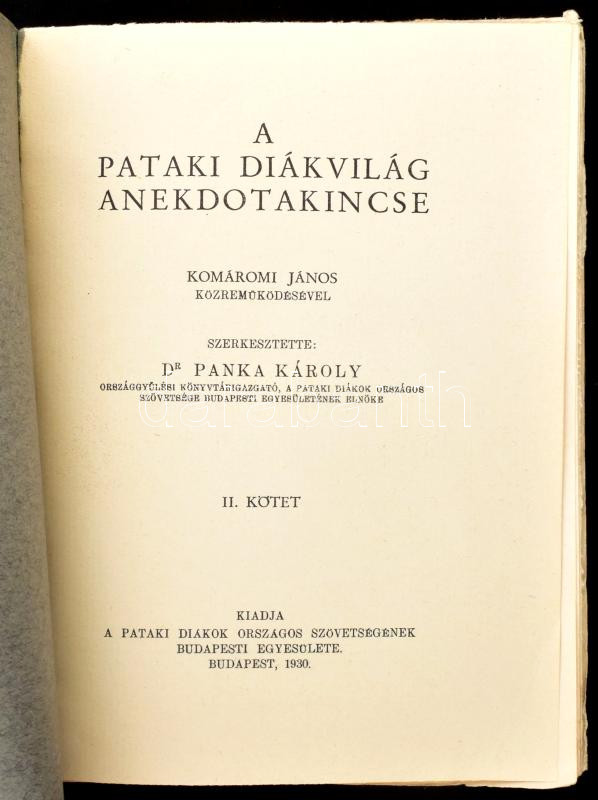 A
PATAKI DIÁKVILÁG
ANEKDOTAKINCSE
KOMÁROMI JÁNOS
KÖZREMŰKÖDÉSÉVEL
SZERKESZTETTE:
DR PANKA KÁROLY
ORSZÁGGYŰLÉSI KÖNYVTÁRIGAZGATÓ, A PATAKI DIÁKOK ORSZÁGOS
SZÖVETSÉGE BUDAPESTI EGYESÜLETÉNEK ELNÖKE
darabanth
II. KÖTET
KIADJA
A PATAKI DIÁKOK ORSZÁGOS SZÖVETSÉGÉNEK
BUDAPESTI EGYESÜLETE.
BUDAPEST, 1930.